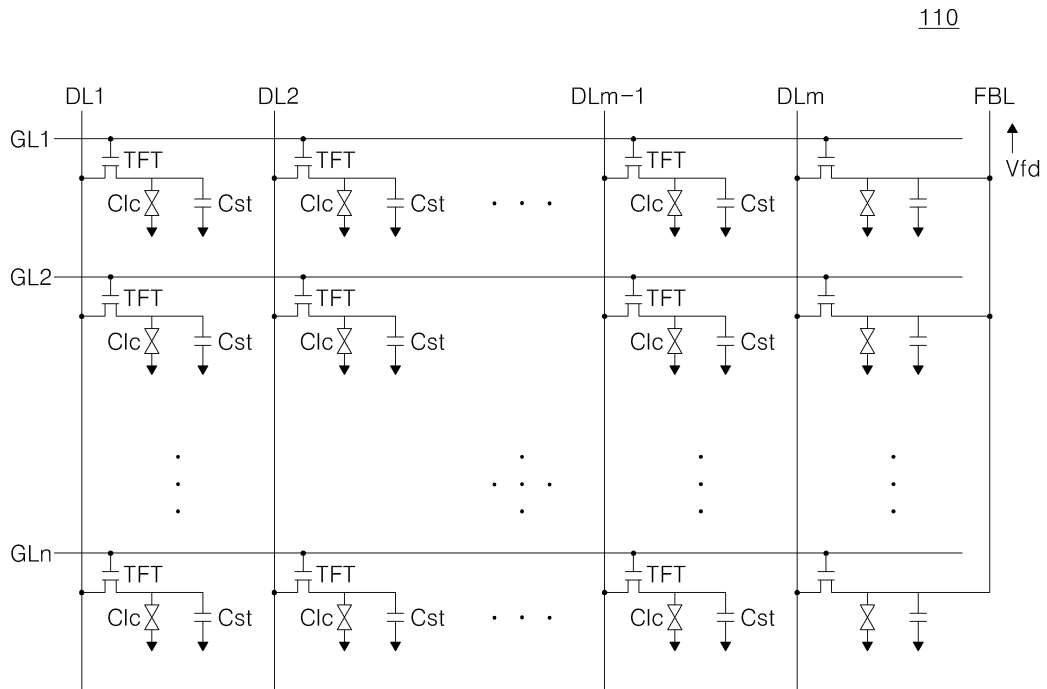 110
DL1 DL2 DLm-1 DLm FBL
GL1
TFT TFT TFT
Vfd
Clc Cst Clc Cst Clc Cst
GL2
TFT TFT TFT
Clc Cst Clc Cst Clc Cst
GLn
TFT TFT TFT
Clc Cst Clc Cst Clc Cst